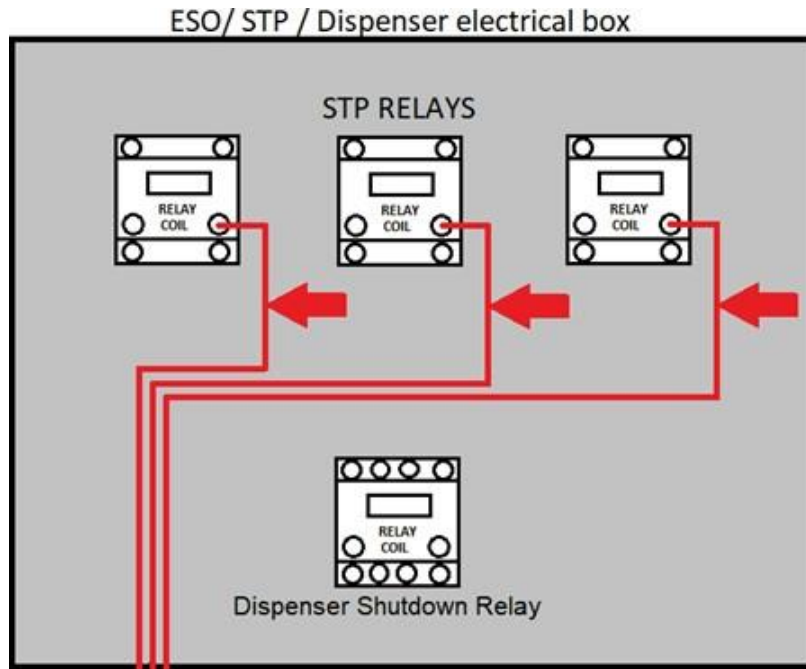 ESO/ STP / Dispenser electrical box
STP RELAYS
RELAY
COIL
RELAY
COIL
RELAY
COIL
RELAY
COIL
Dispenser Shutdown Relay